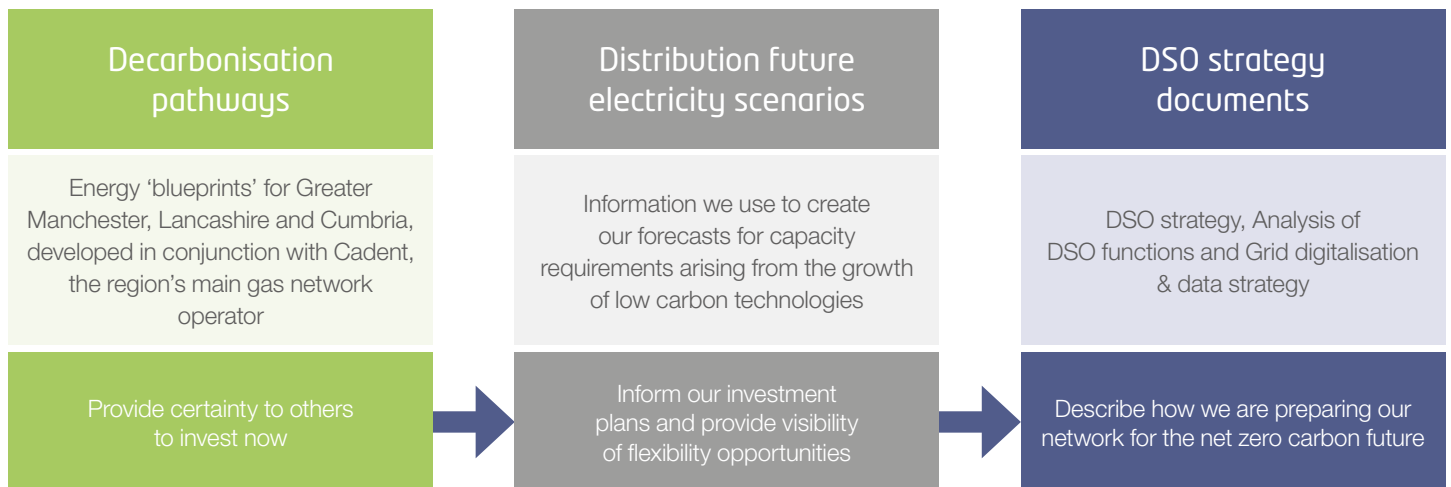 Decarbonisation
pathways
Energy ‘blueprints’ for Greater
Manchester, Lancashire and Cumbria,
developed in conjunction with Cadent,
the region’s main gas network
operator
Provide certainty to others
to invest now
Distribution future
electricity scenarios
Information we use to create
our forecasts for capacity
requirements arising from the growth
of low carbon technologies
Inform our investment
plans and provide visibility
of flexibility opportunities
DSO strategy
documents
DSO strategy, Analysis of
DSO functions and Grid digitalisation
& data strategy
Describe how we are preparing our
network for the net zero carbon future